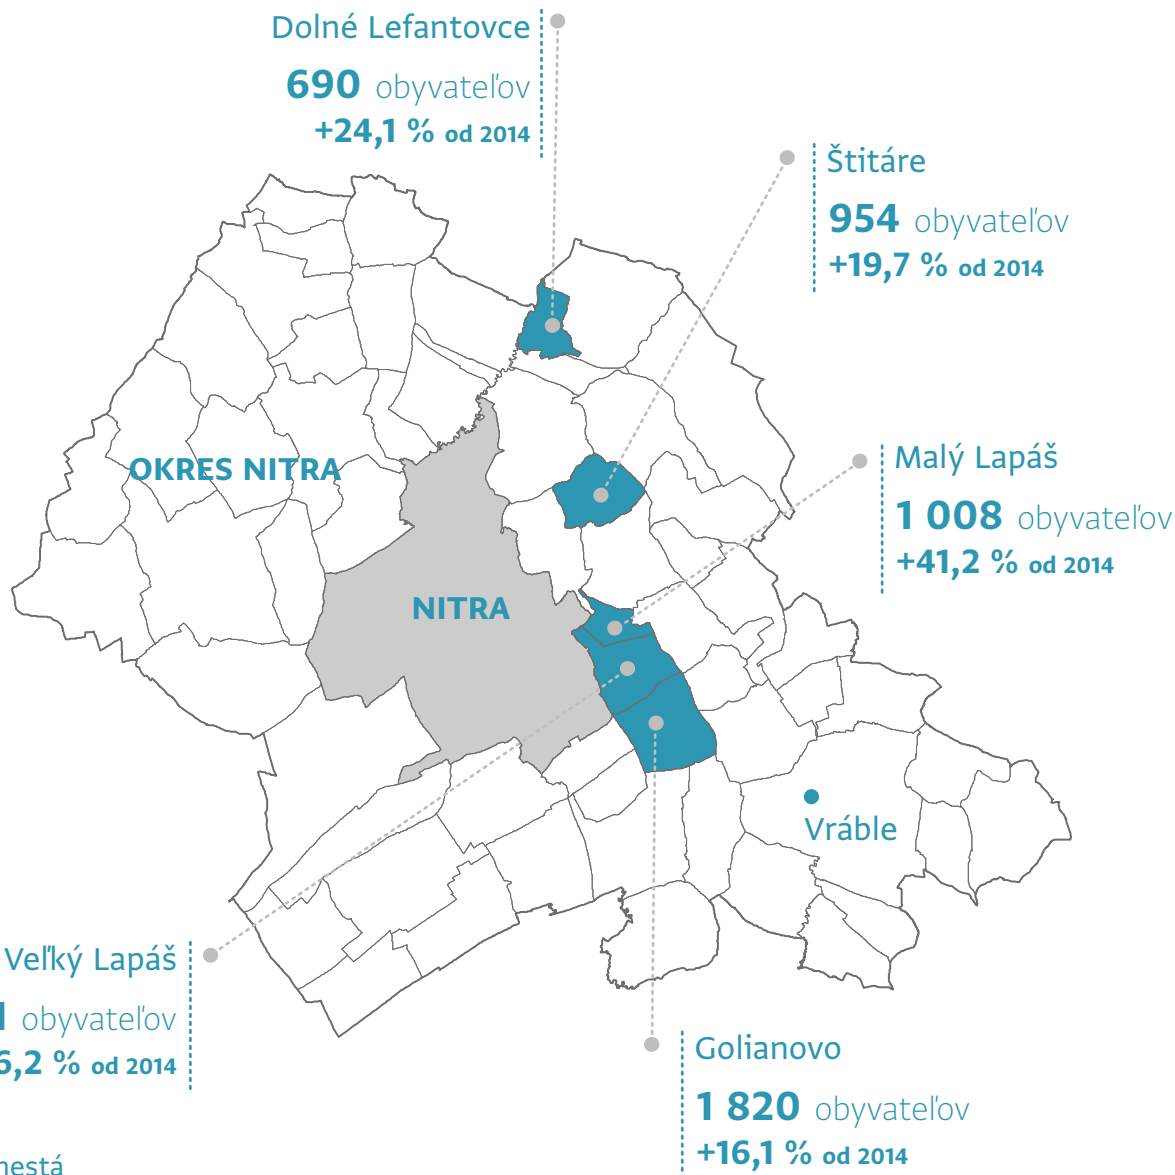 Dolné Lefantovce
690 obyvateľov
+24,1 % od 2014
Štitáre
954 obyvateľov
+19,7 % od 2014
OKRES NITRA
Malý Lapáš
1 008 obyvateľov
+41,2 % od 2014
NITRA
Vráble
Veľký Lapáš
obyvateľov
6,2 % od 2014
Golianovo
1 820 obyvateľov
+16,1 % od 2014